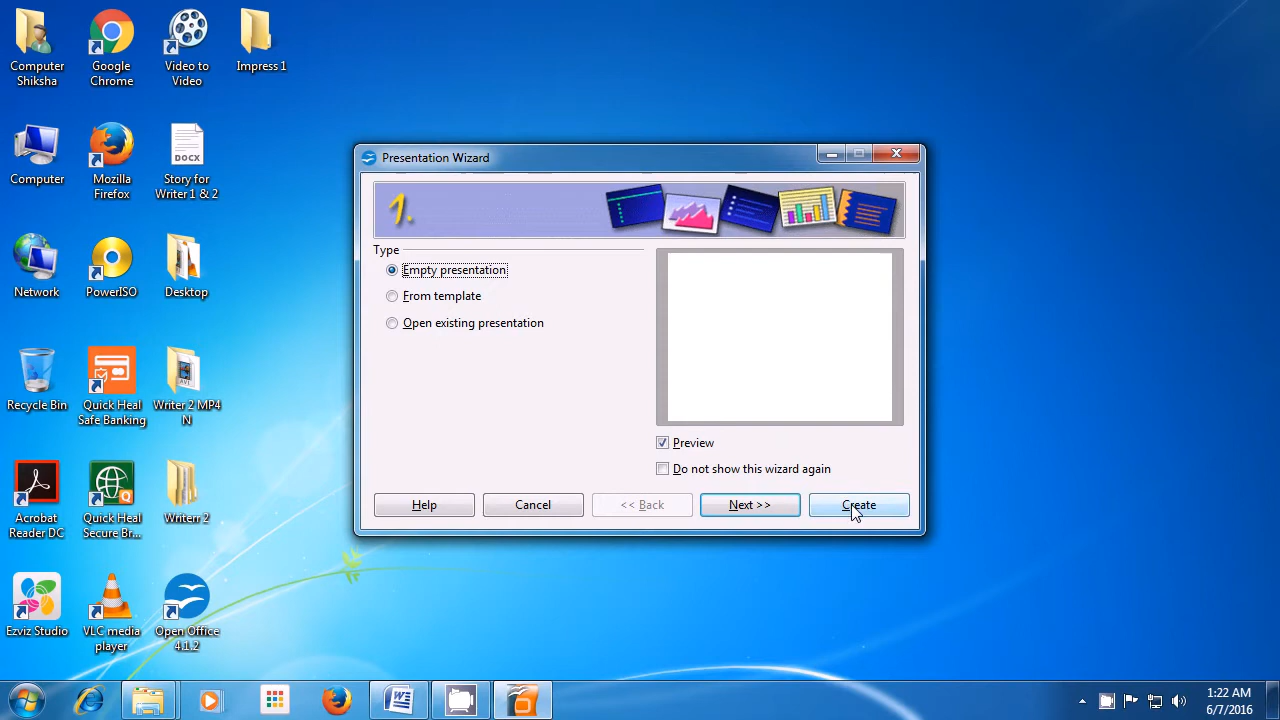 Computer
Shiksha
Google
Chrome
Video to
Video
Impress 1
Computer
Mozilla
Firefox
DOCX
Story for
Writer 1 & 2
Network
PowerISO
Desktop
Recycle Bin
Quick Heal
Safe Banking
Writer 2 MP4
N
Acrobat
Reader DC
Quick Heal
Secure Br...
Writerr 2
Ezviz Studio
VLC media
player
Open Office
4.1.2
Presentation Wizard
1.
Type
Empty presentation
From template
Open existing presentation
Preview
Do not show this wizard again
Help
Cancel
<< Back
Next >>
Create
1:22 AM
6/7/2016